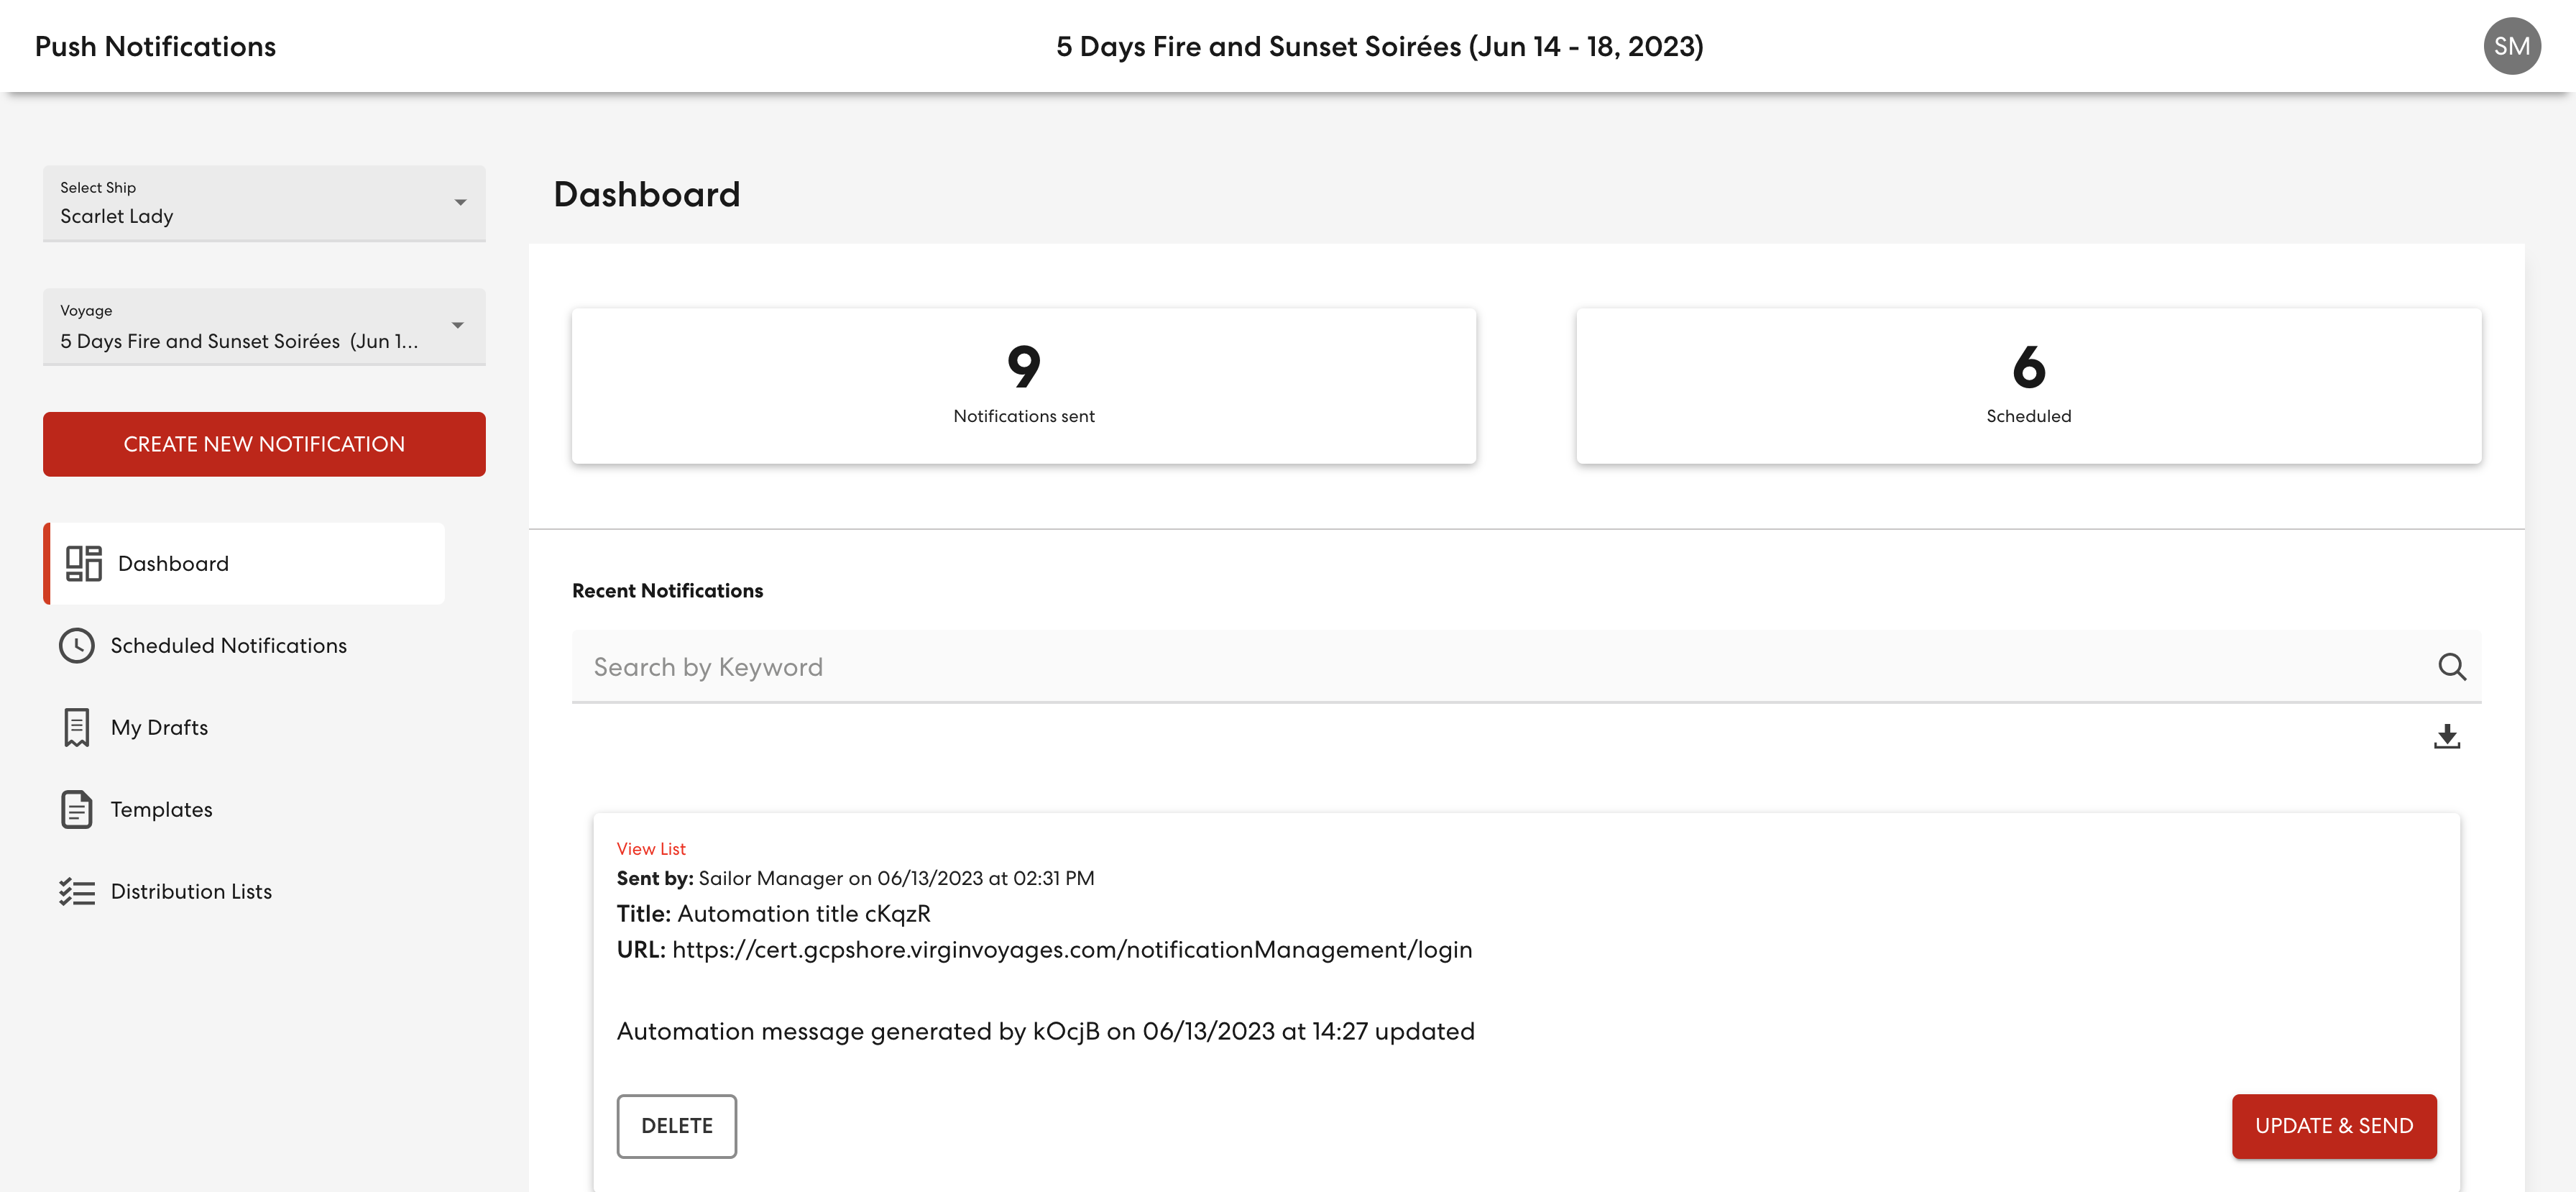 Push Notifications
5 Days Fire and Sunset Soirées (Jun 14 - 18, 2023)
SM
Select Ship
Scarlet Lady
Voyage
5 Days Fire and Sunset Soirées (Jun 1...
CREATE NEW NOTIFICATION
Dashboard
Scheduled Notifications
My Drafts
Templates
Distribution Lists
Dashboard
9
Notifications sent
6
Scheduled
Recent Notifications
Search by Keyword
View List
Sent by: Sailor Manager on 06/13/2023 at 02:31 PM
Title: Automation title cKqzR
URL: https://cert.gcpshore.virginvoyages.com/notificationManagement/login
Automation message generated by kOcjB on 06/13/2023 at 14:27 updated
DELETE
UPDATE & SEND